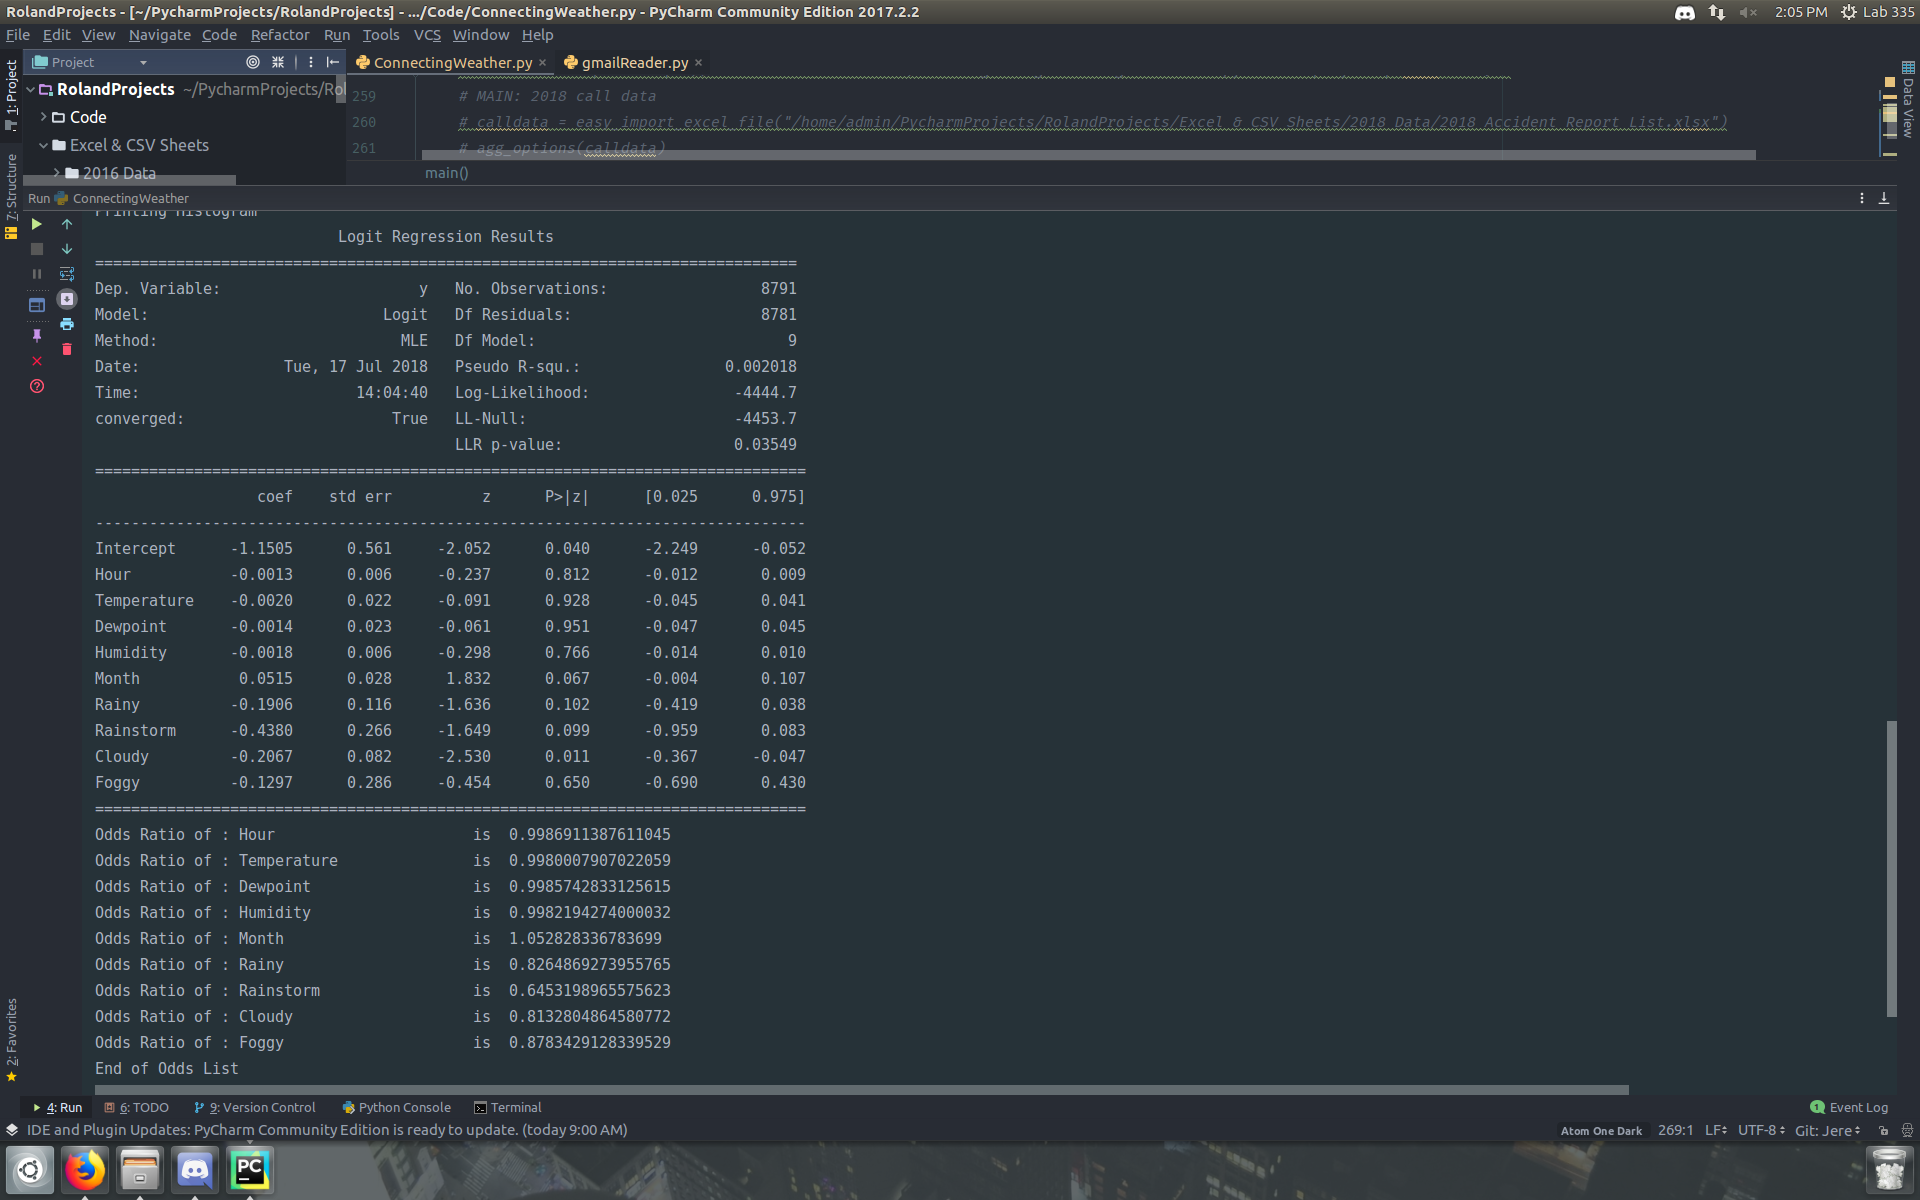 RolandProjects - [~/PycharmProjects/RolandProjects] - .../Code/ConnectingWeather.py - PyCharm Community Edition 2017.2.2
2:05 PM Lab 335
File Edit View Navigate Code Refactor Run Tools VCS Window Help
Project
ConnectingWeather.py
gmailReader.py
1: Project
7: Structure
2: Favorites
Data View
RolandProjects ~/PycharmProjects/Rol
Code
Excel & CSV Sheets
2016 Data
259 # MAIN: 2018 call data
260 # calldata = easy_import_excel_file("/home/admin/PycharmProjects/RolandProjects/Excel & CSV Sheets/2018 Data/2018 Accident Report List.xlsx")
261 # agg_options(calldata)
main()
Run ConnectingWeather
Printing histogram
Logit Regression Results
==============================================================================
Dep. Variable: y No. Observations: 8791
Model: Logit Df Residuals: 8781
Method: MLE Df Model: 9
Date: Tue, 17 Jul 2018 Pseudo R-squ.: 0.002018
Time: 14:04:40 Log-Likelihood: -4444.7
converged: True LL-Null: -4453.7
LLR p-value: 0.03549
===============================================================================
coef std err z P>|z| [0.025 0.975]
-------------------------------------------------------------------------------
Intercept -1.1505 0.561 -2.052 0.040 -2.249 -0.052
Hour -0.0013 0.006 -0.237 0.812 -0.012 0.009
Temperature -0.0020 0.022 -0.091 0.928 -0.045 0.041
Dewpoint -0.0014 0.023 -0.061 0.951 -0.047 0.045
Humidity -0.0018 0.006 -0.298 0.766 -0.014 0.010
Month 0.0515 0.028 1.832 0.067 -0.004 0.107
Rainy -0.1906 0.116 -1.636 0.102 -0.419 0.038
Rainstorm -0.4380 0.266 -1.649 0.099 -0.959 0.083
Cloudy -0.2067 0.082 -2.530 0.011 -0.367 -0.047
Foggy -0.1297 0.286 -0.454 0.650 -0.690 0.430
===============================================================================
Odds Ratio of : Hour is 0.9986911387611045
Odds Ratio of : Temperature is 0.9980007907022059
Odds Ratio of : Dewpoint is 0.9985742833125615
Odds Ratio of : Humidity is 0.9982194274000032
Odds Ratio of : Month is 1.052828336783699
Odds Ratio of : Rainy is 0.8264869273955765
Odds Ratio of : Rainstorm is 0.6453198965575623
Odds Ratio of : Cloudy is 0.8132804864580772
Odds Ratio of : Foggy is 0.8783429128339529
End of Odds List
4: Run 6: TODO 9: Version Control Python Console Terminal
1 Event Log
IDE and Plugin Updates: PyCharm Community Edition is ready to update. (today 9:00 AM)
Atom One Dark 269:1 LF UTF-8 Git: Jere
PC